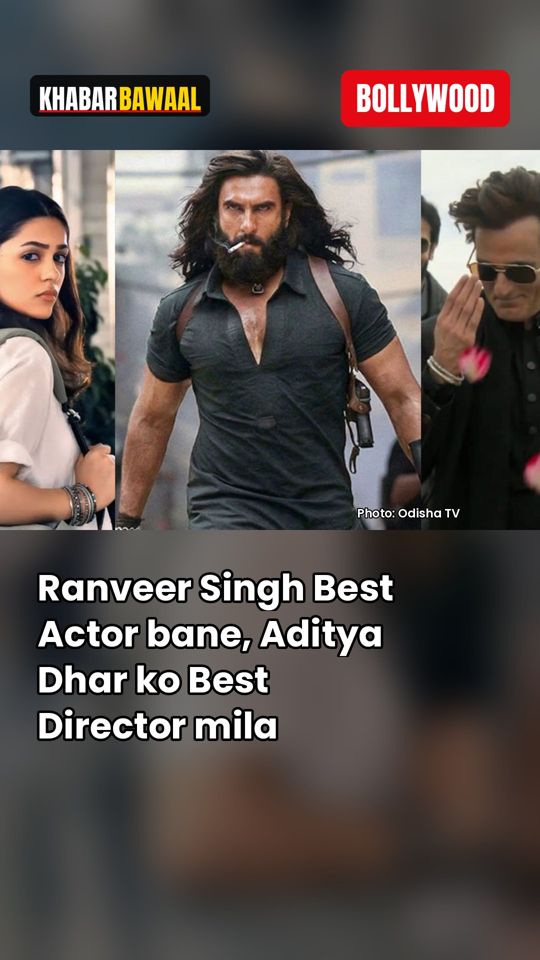 KHABARBAWAAL
BOLLYWOOD
Photo: Odisha TV
Ranveer Singh Best
Actor bane, Aditya
Dhar ko Best
Director mila